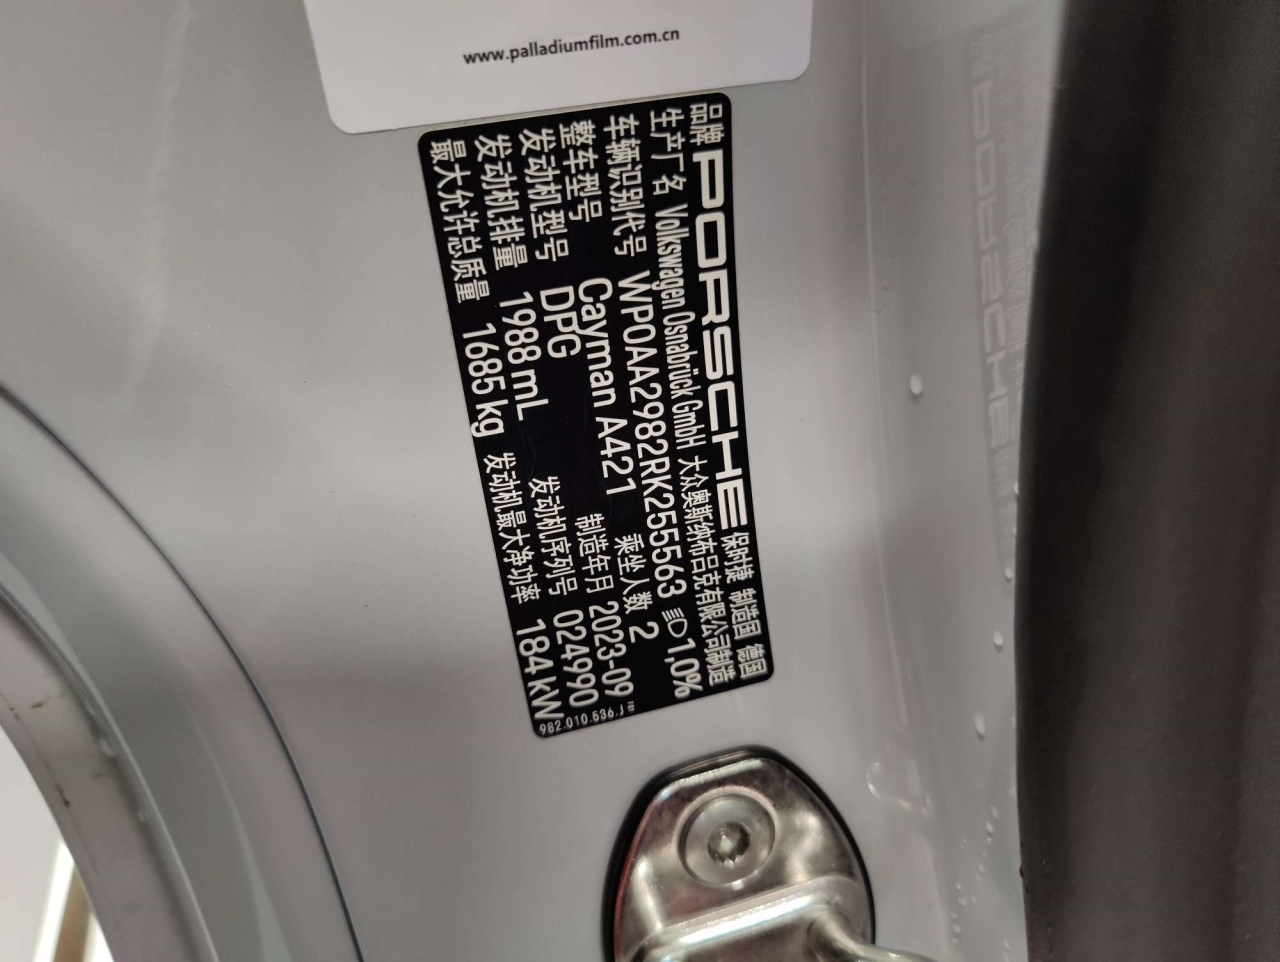 www.palladiumfilm.com.cn
品牌 PORSCHE 保时捷 制造国 德国
生产厂名 Volkswagen Osnabrück GmbH 大众奥斯纳布吕克有限公司制造
车辆识别代号 WP0AA2982RK255563 1,0%
整车型号 Cayman A421 乘坐人数 2
发动机型号 DPG 制造年月 2023-09
发动机排量 1988 mL 发动机序列号 024990
最大允许总质量 1685 kg 发动机最大净功率 184 kW
982.010.536.J